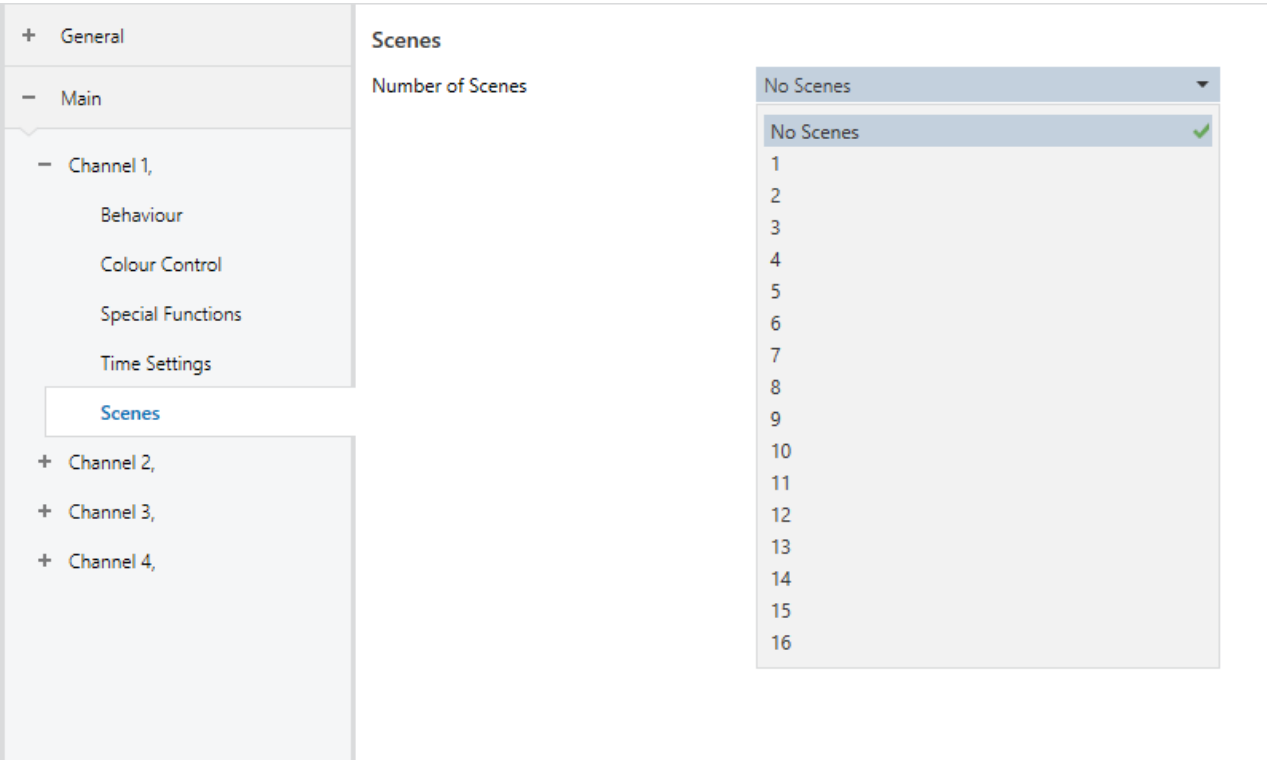 General
Main
Channel 1,
Behaviour
Colour Control
Special Functions
Time Settings
Scenes
Channel 2,
Channel 3,
Channel 4,
Scenes
Number of Scenes
No Scenes
No Scenes
1
2
3
4
5
6
7
8
9
10
11
12
13
14
15
16